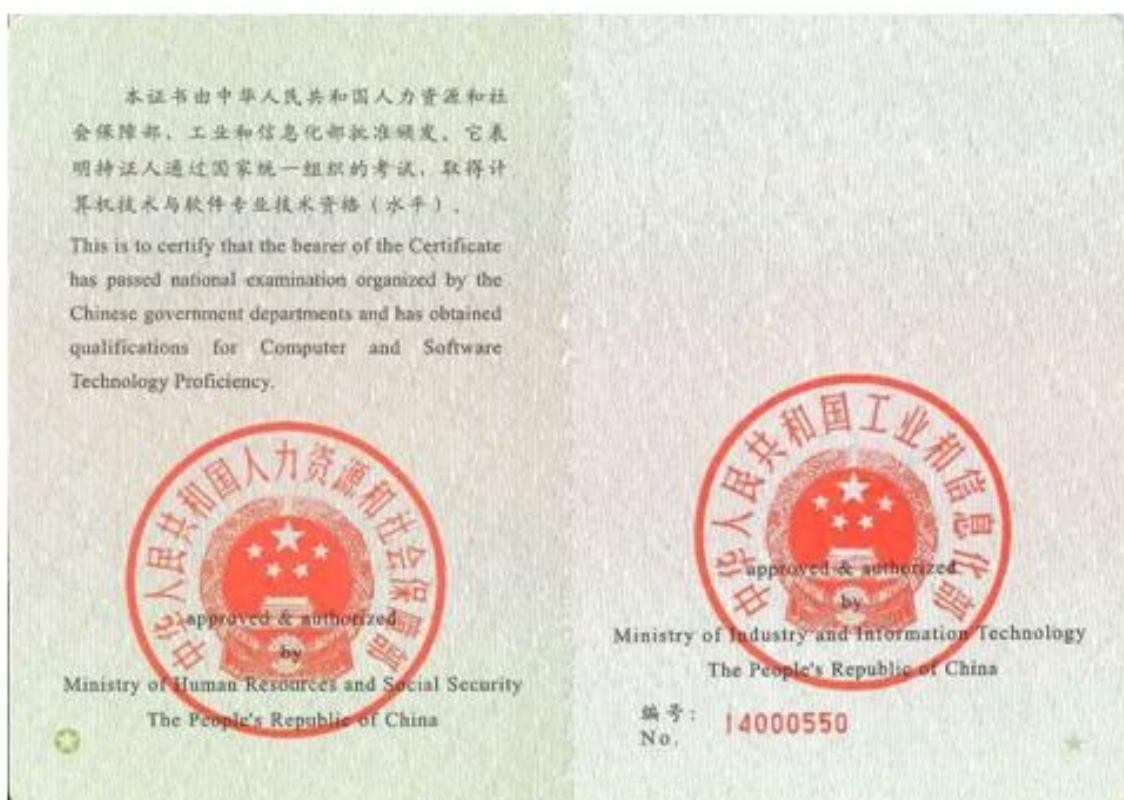 本证书由中华人民共和国人力资源和社
会保障部、工业和信息化部批准颁发，它表
明持证人通过国家统一组织的考试，取得计
算机技术与软件专业技术资格（水平）。
This is to certify that the bearer of the Certificate
has passed national examination organized by the
Chinese government departments and has obtained
qualifications for Computer and Software
Technology Proficiency.
中华人民共和国人力资源和社会保障部
approved & authorized
by
Ministry of Human Resources and Social Security
The People's Republic of China
中华人民共和国工业和信息化部
approved & authorized
by
Ministry of Industry and Information Technology
The People's Republic of China
编号： 14000550
No.